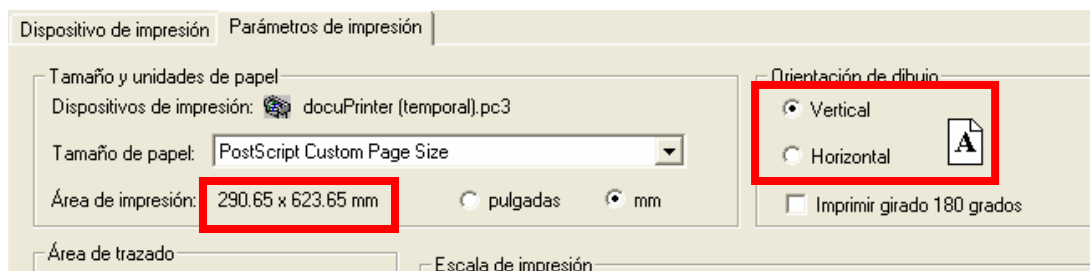 Dispositivo de impresión Parámetros de impresión
Tamaño y unidades de papel
Dispositivos de impresión: docuPrinter (temporal).pc3
Tamaño de papel: PostScript Custom Page Size
Área de impresión: 290.65 x 623.65 mm pulgadas mm
Orientación de dibujo
Vertical
Horizontal
A
Imprimir girado 180 grados
Área de trazado
Escala de impresión